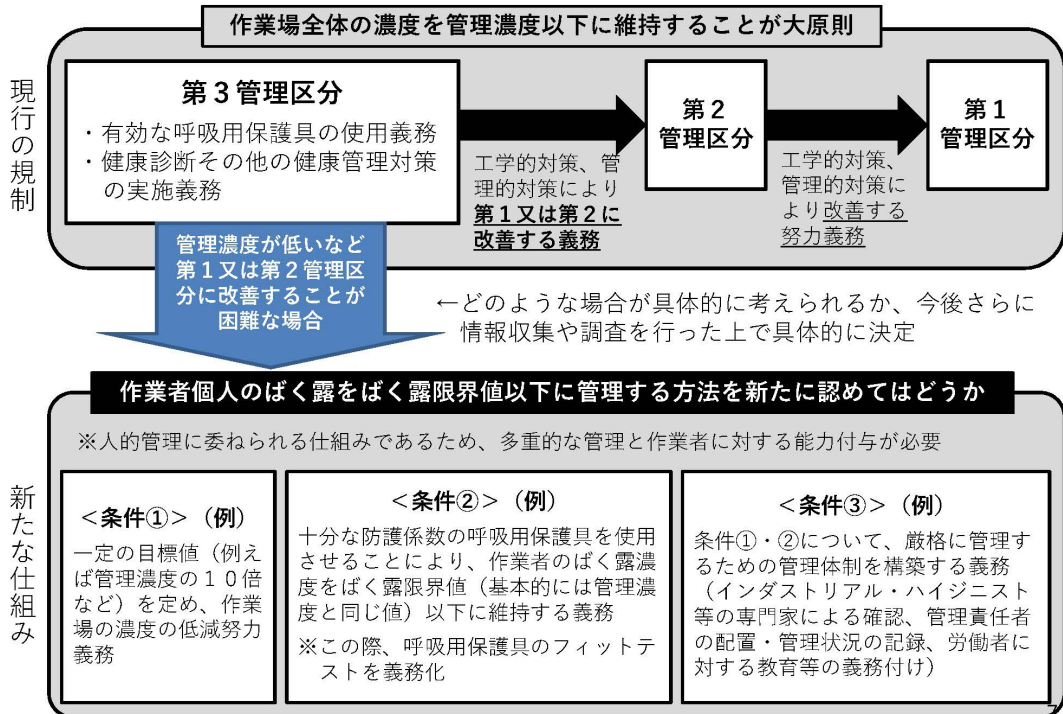 作業場全体の濃度を管理濃度以下に維持することが大原則
現行の規制
第3管理区分
・有効な呼吸用保護具の使用義務
・健康診断その他の健康管理対策
の実施義務
工学的対策、管
理的対策により
第1又は第2に
改善する義務
第2
管理区分
工学的対策、
管理的対策に
より改善する
努力義務
第1
管理区分
管理濃度が低いなど
第1又は第2管理区
分に改善することが
困難な場合
←どのような場合が具体的に考えられるか、今後さらに
情報収集や調査を行った上で具体的に決定
作業者個人のばく露をばく露限界値以下に管理する方法を新たに認めてはどうか
新たな仕組み
※人的管理に委ねられる仕組みであるため、多重的な管理と作業者に対する能力付与が必要
<条件①>(例)
一定の目標値(例え
ば管理濃度の10倍
など)を定め、作業
場の濃度の低減努力
義務
<条件②>(例)
十分な防護係数の呼吸用保護具を使用
させることにより、作業者のばく露濃
度をばく露限界値(基本的には管理濃
度と同じ値)以下に維持する義務
※この際、呼吸用保護具のフィットテ
ストを義務化
<条件③>(例)
条件①・②について、厳格に管理す
るための管理体制を構築する義務
(インダストリアル・ハイジニスト
等の専門家による確認、管理責任者
の配置・管理状況の記録、労働者に
対する教育等の義務付け)